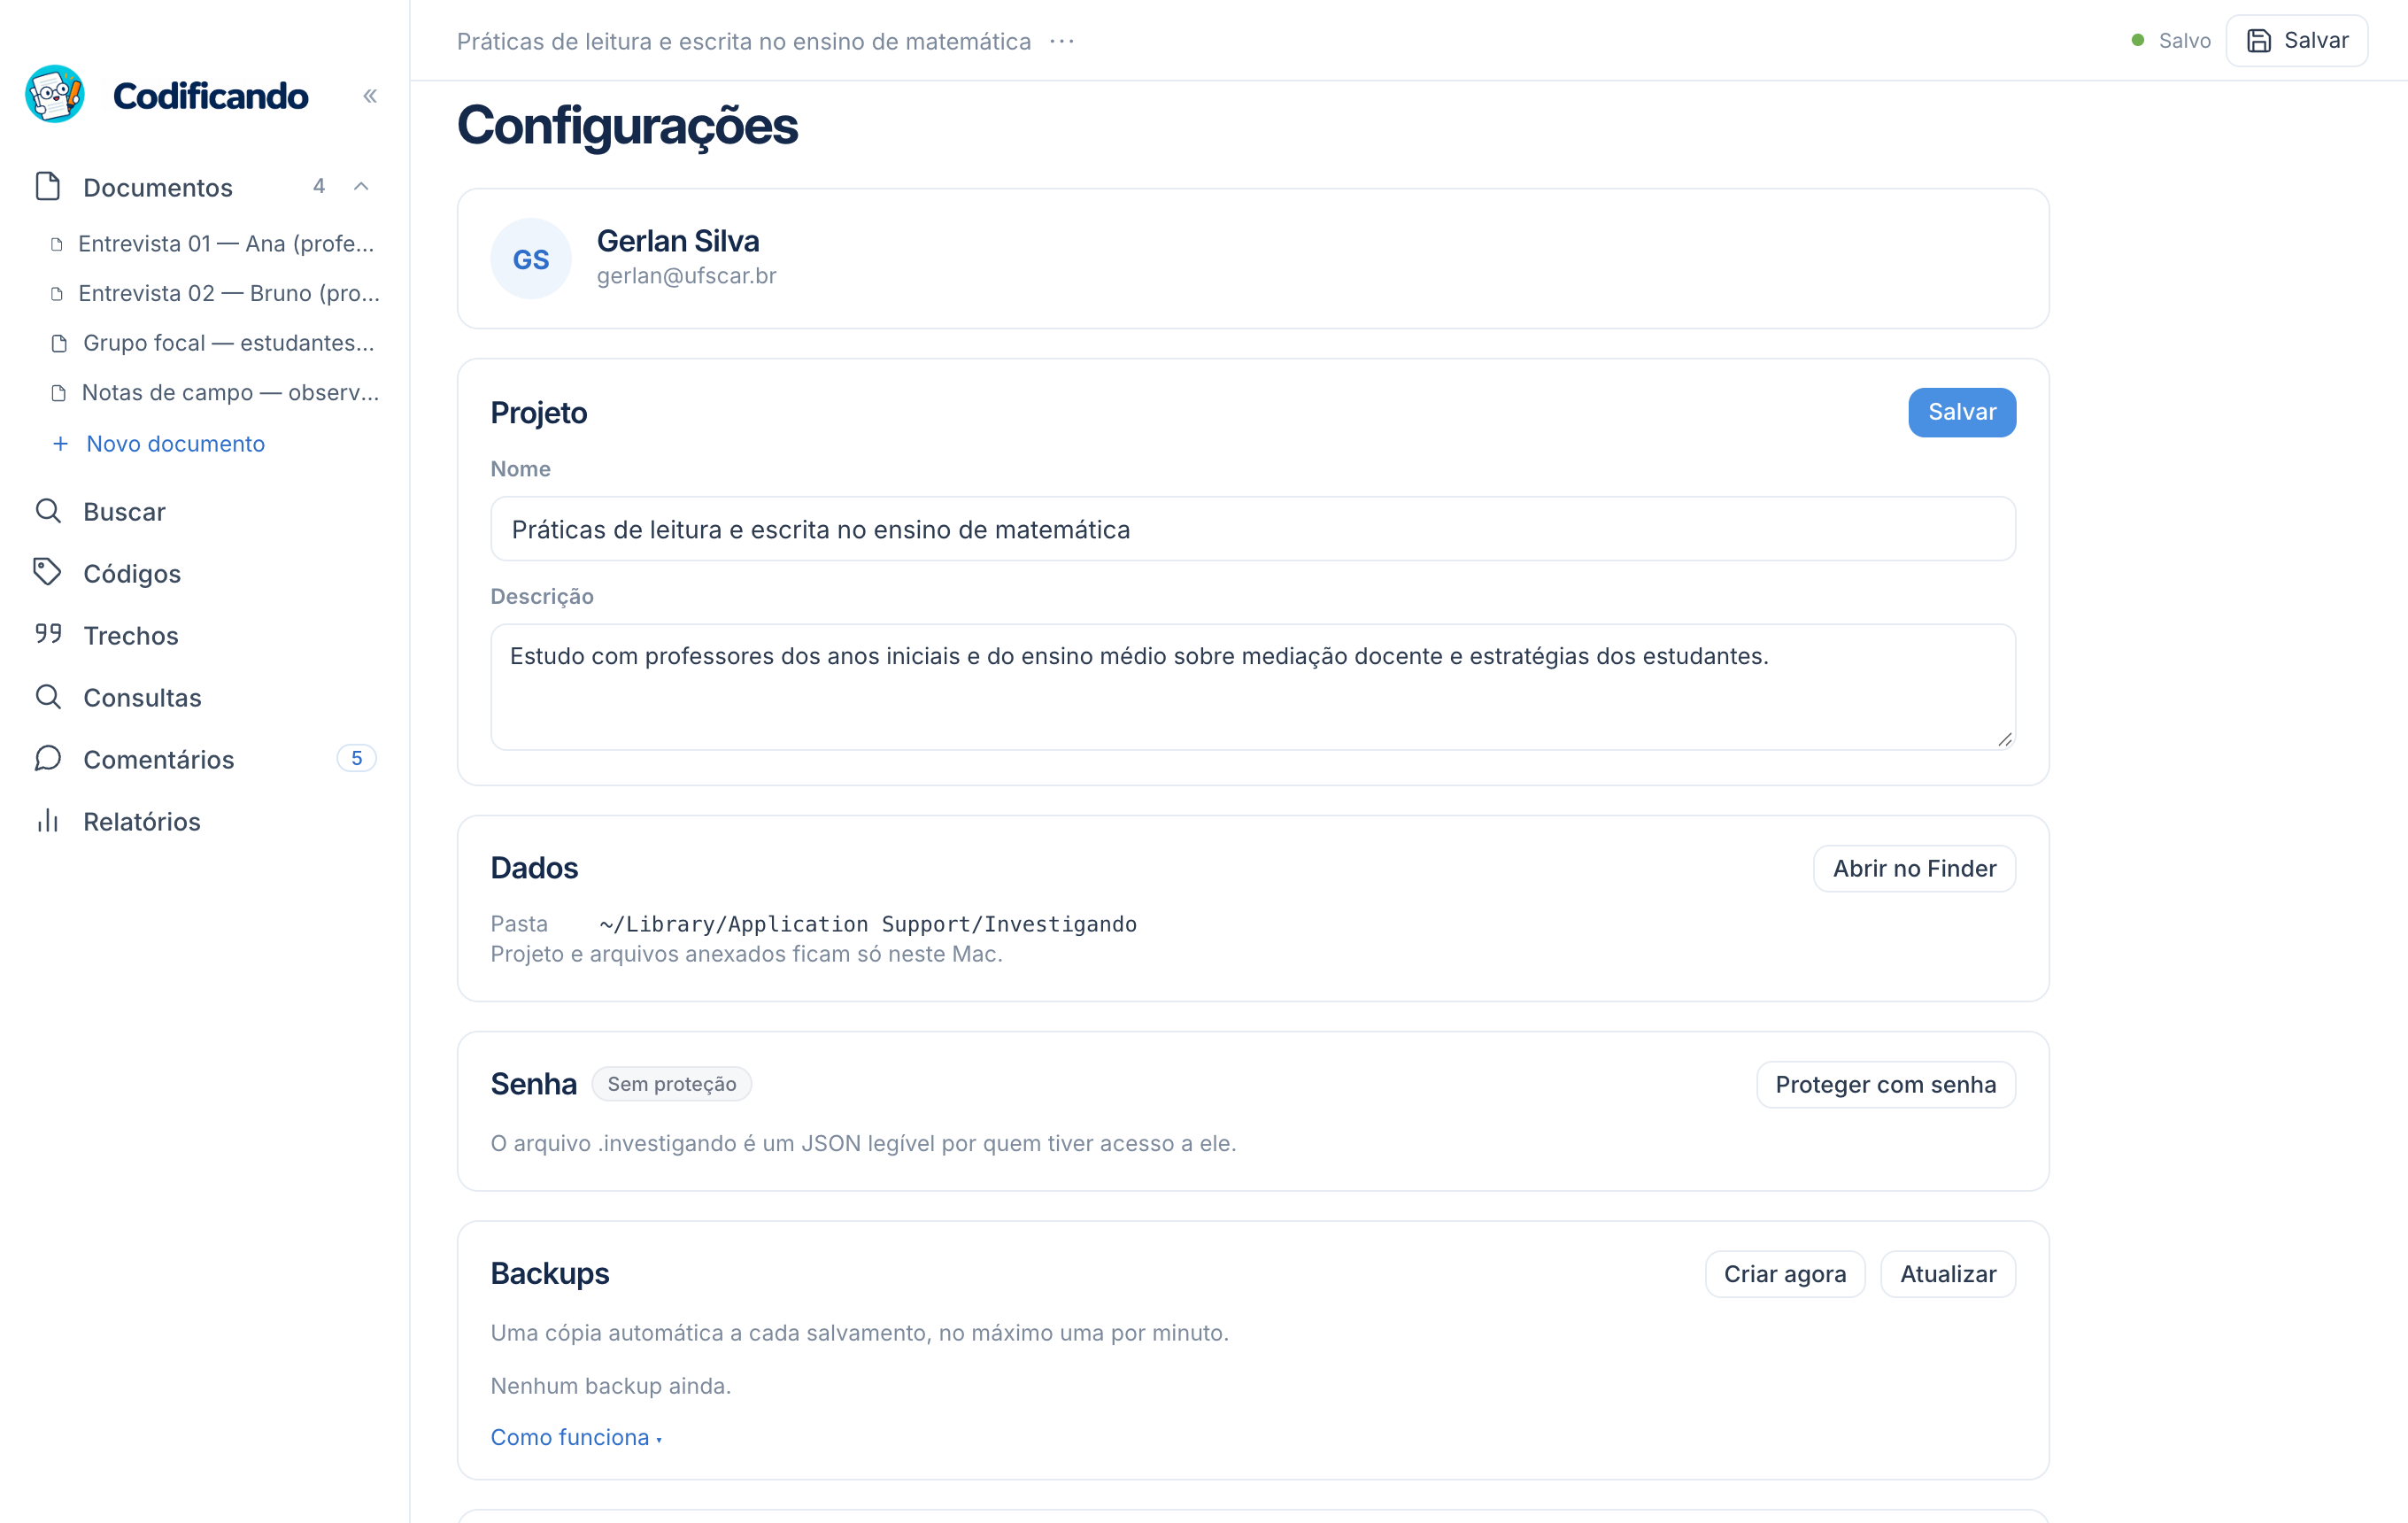 Codificando
«
Documentos 4
Entrevista 01 — Ana (profe...
Entrevista 02 — Bruno (pro...
Grupo focal — estudantes...
Notas de campo — observ...
+ Novo documento
Buscar
Códigos
Trechos
Consultas
Comentários 5
Relatórios
Práticas de leitura e escrita no ensino de matemática ···
Salvo Salvar
Configurações
GS
Gerlan Silva
gerlan@ufscar.br
Projeto Salvar
Nome
Práticas de leitura e escrita no ensino de matemática
Descrição
Estudo com professores dos anos iniciais e do ensino médio sobre mediação docente e estratégias dos estudantes.
Dados Abrir no Finder
Pasta ~/Library/Application Support/Investigando
Projeto e arquivos anexados ficam só neste Mac.
Senha Sem proteção Proteger com senha
O arquivo .investigando é um JSON legível por quem tiver acesso a ele.
Backups Criar agora Atualizar
Uma cópia automática a cada salvamento, no máximo uma por minuto.
Nenhum backup ainda.
Como funciona